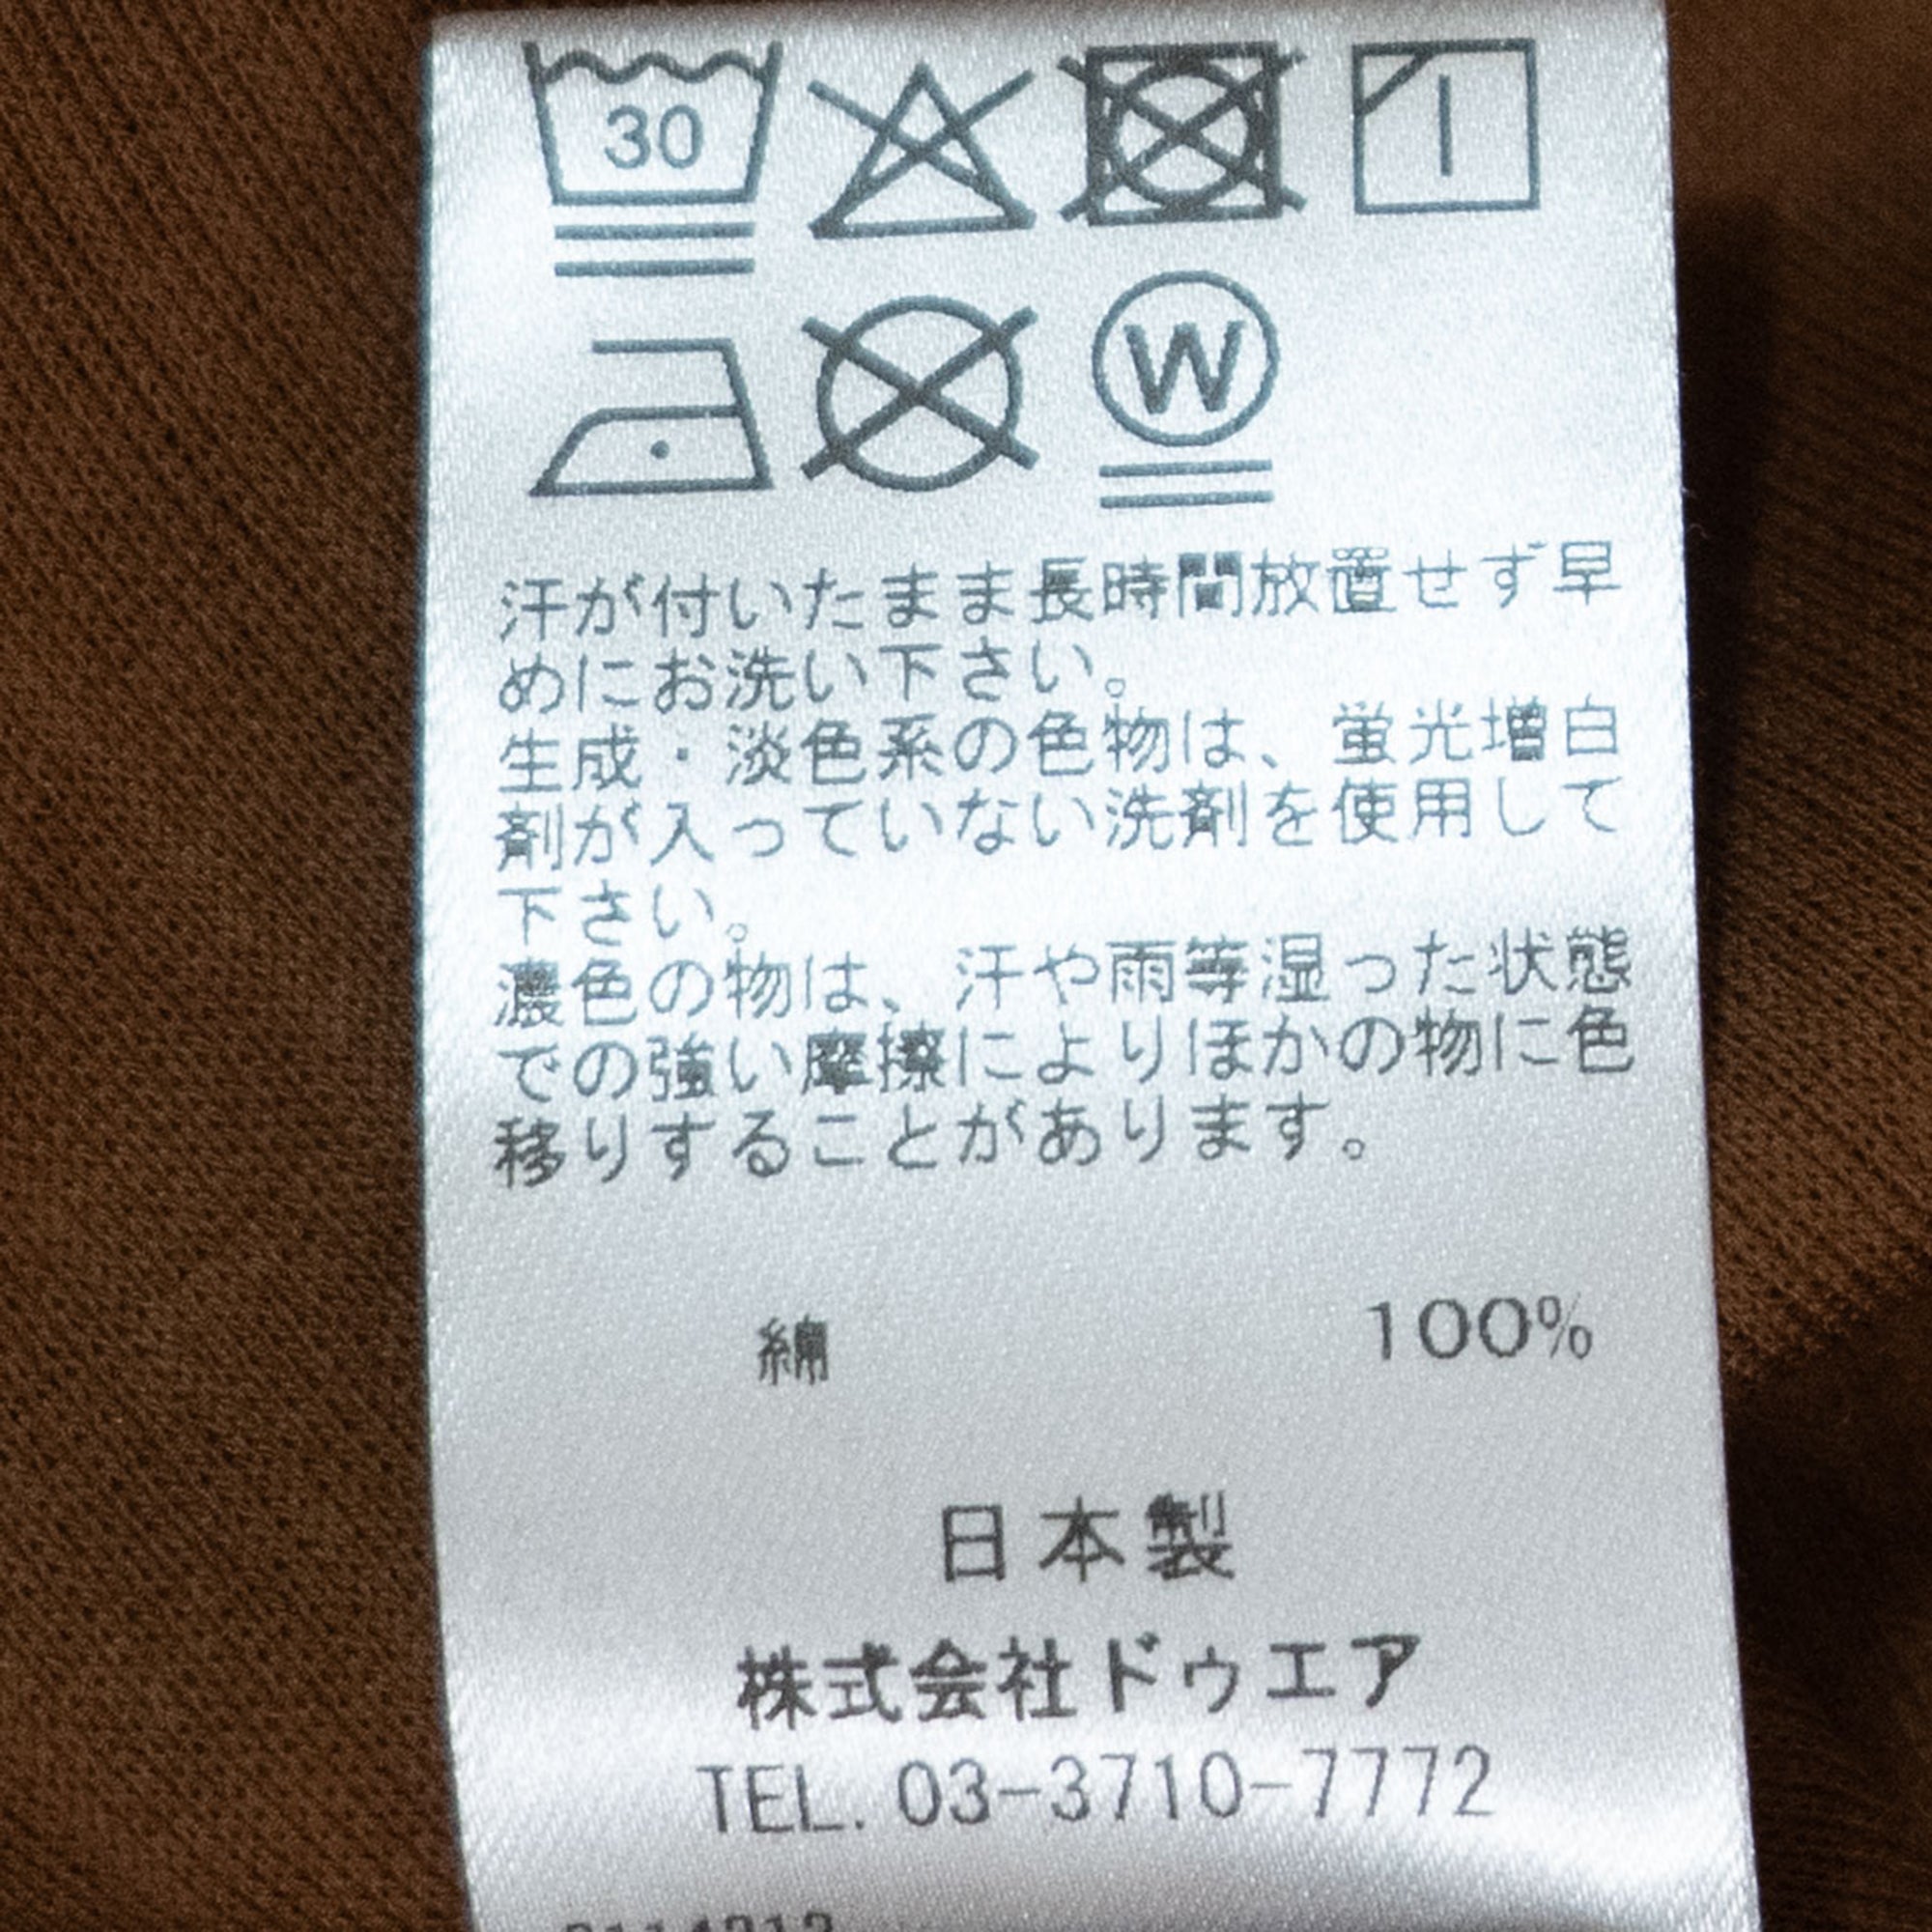 30
W
汗が付いたまま長時間放置せず早
めにお洗い下さい。
生成・淡色系の色物は、蛍光増白
剤が入っていない洗剤を使用して
下さい。
濃色の物は、汗や雨等湿った状態
での強い摩擦によりほかの物に色
移りすることがあります。
綿 100%
日本製
株式会社ドゥエア
TEL. 03-3710-7772